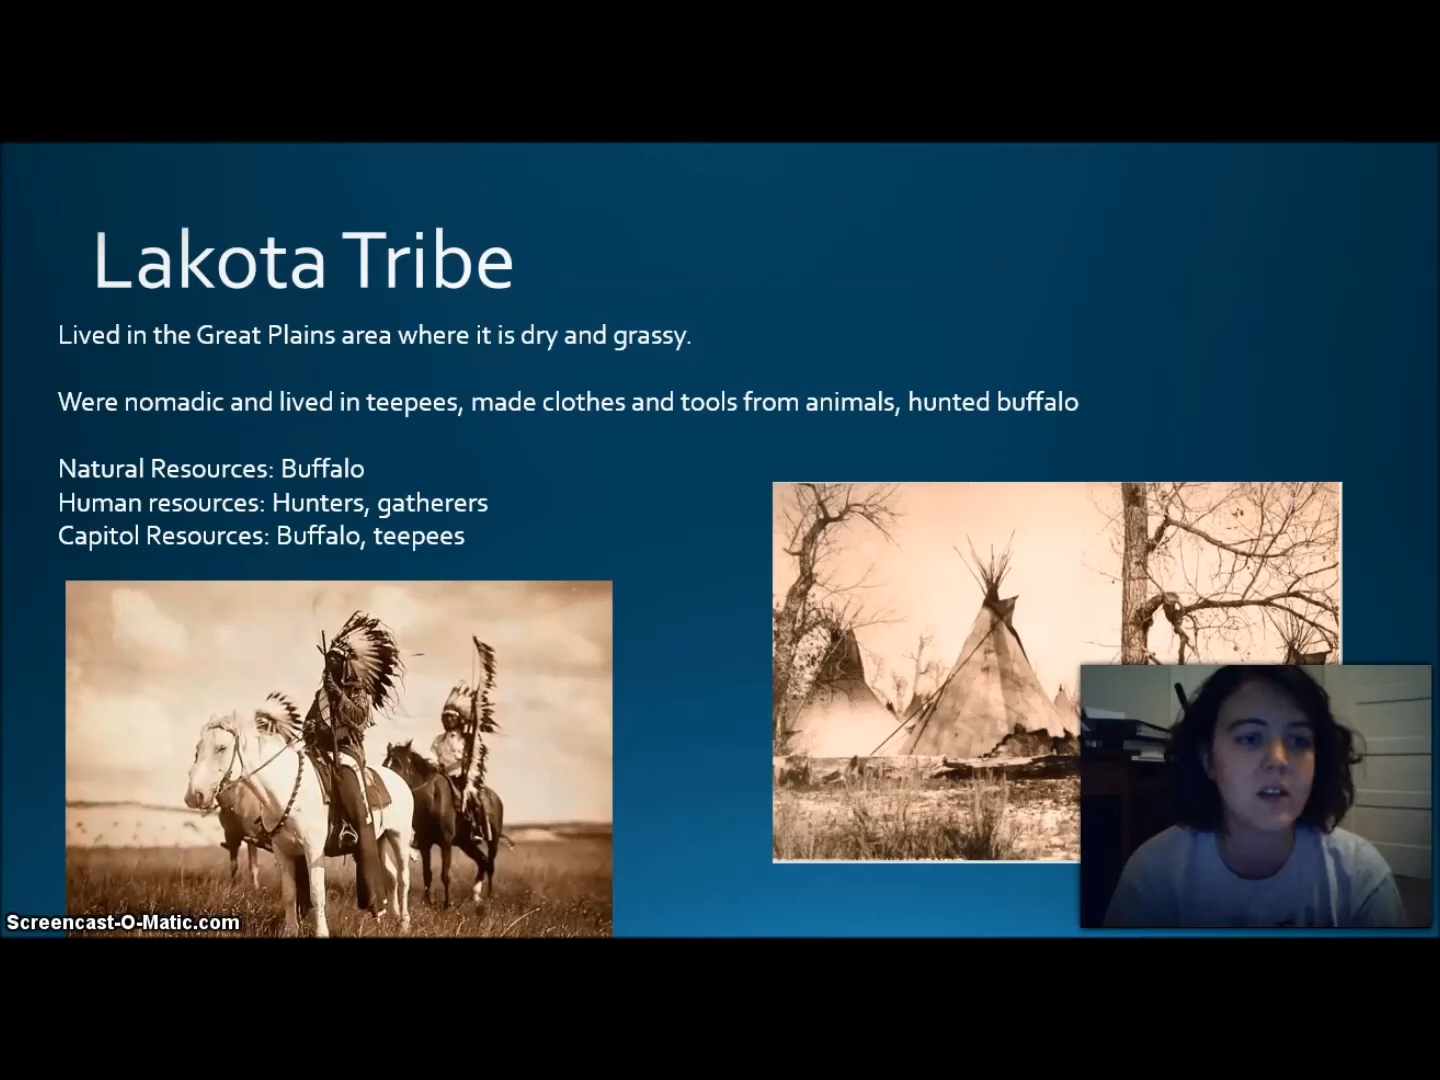 Lakota Tribe
Lived in the Great Plains area where it is dry and grassy.
Were nomadic and lived in teepees, made clothes and tools from animals, hunted buffalo
Natural Resources: Buffalo
Human resources: Hunters, gatherers
Capitol Resources: Buffalo, teepees
Screencast-O-Matic.com